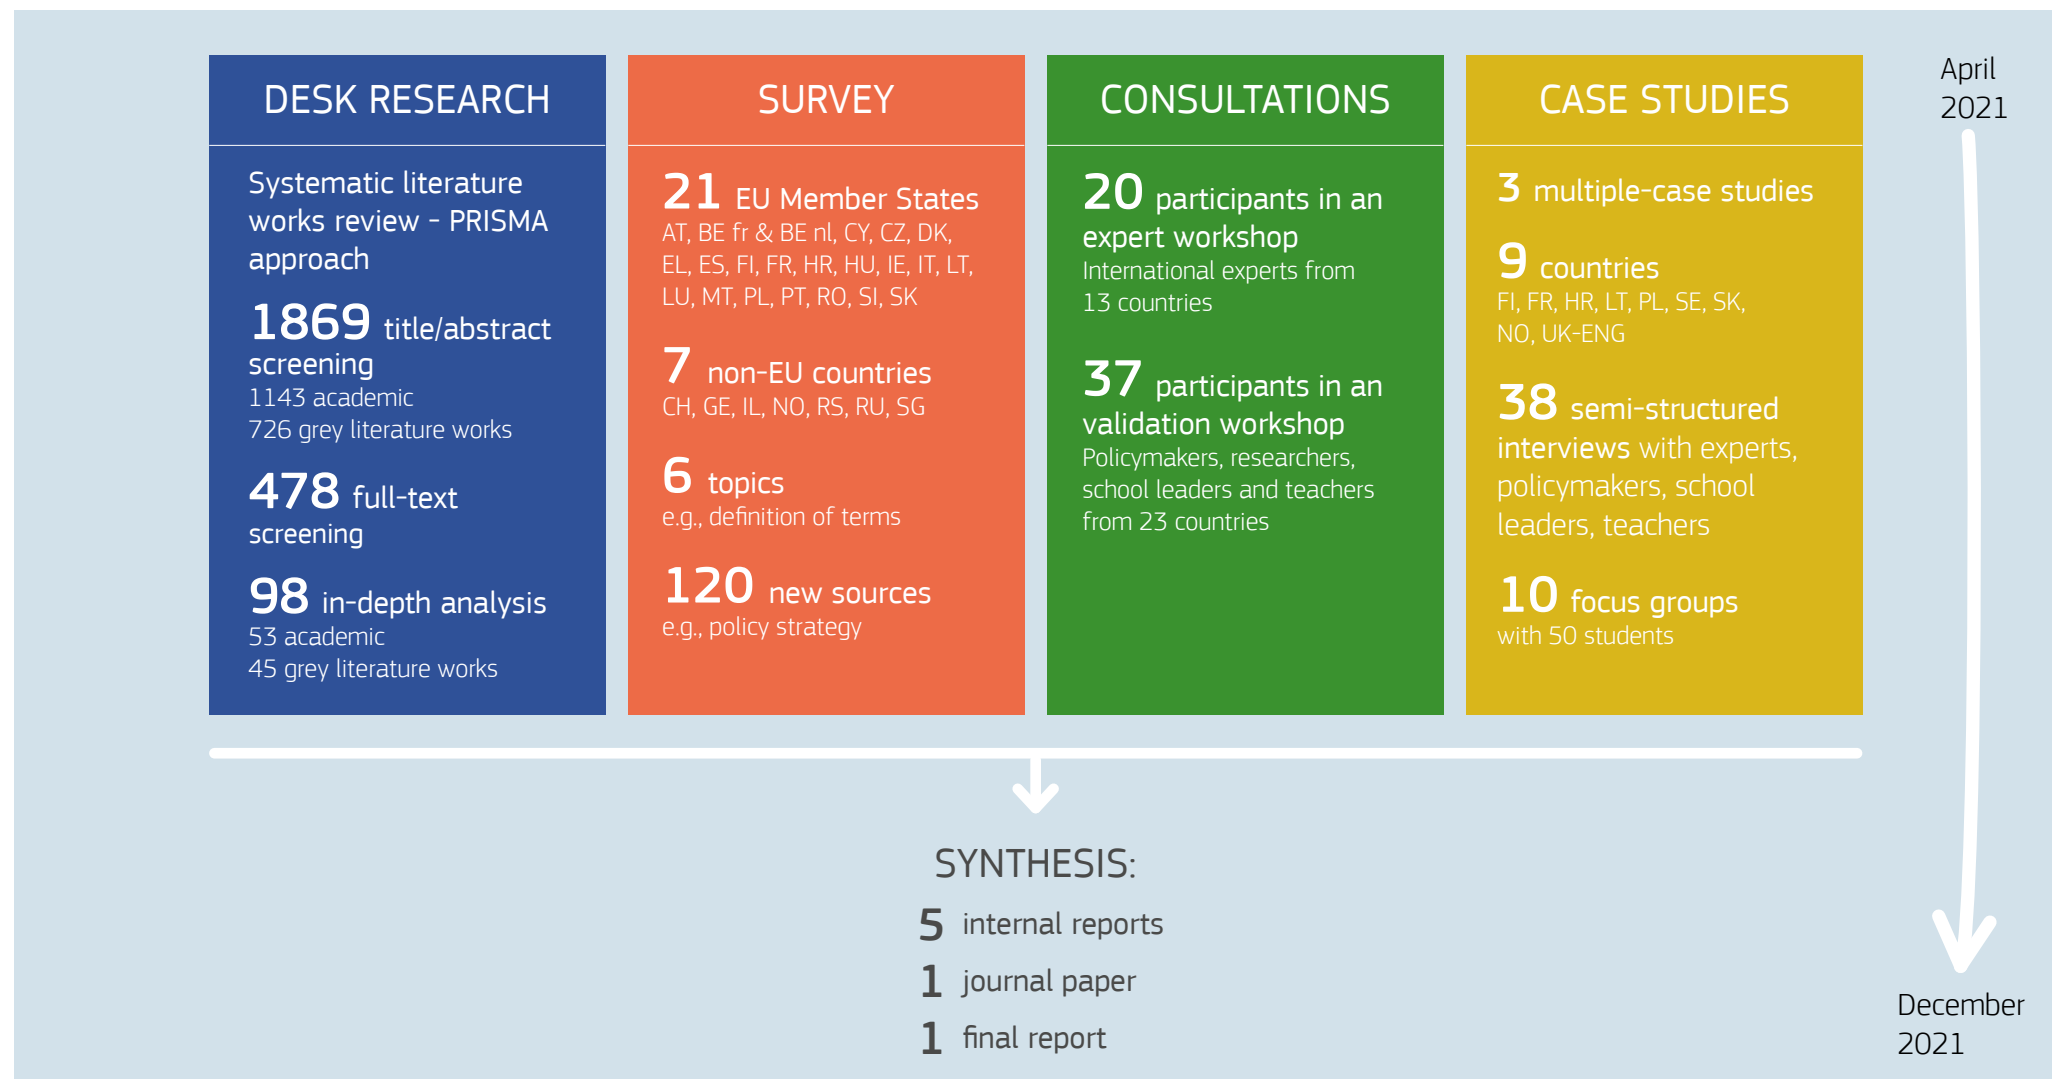 DESK RESEARCH
Systematic literature
works review - PRISMA
approach
1869 title/abstract
screening
1143 academic
726 grey literature works
478 full-text
screening
98 in-depth analysis
53 academic
45 grey literature works
SURVEY
21 EU Member States
AT, BE fr & BE nl, CY, CZ, DK,
EL, ES, FI, FR, HR, HU, IE, IT, LT,
LU, MT, PL, PT, RO, SI, SK
7 non-EU countries
CH, GE, IL, NO, RS, RU, SG
6 topics
e.g., definition of terms
120 new sources
e.g., policy strategy
CONSULTATIONS
20 participants in an
expert workshop
International experts from
13 countries
37 participants in an
validation workshop
Policymakers, researchers,
school leaders and teachers
from 23 countries
CASE STUDIES
3 multiple-case studies
9 countries
FI, FR, HR, LT, PL, SE, SK,
NO, UK-ENG
38 semi-structured
interviews with experts,
policymakers, school
leaders, teachers
10 focus groups
with 50 students
April
2021
December
2021
SYNTHESIS:
5 internal reports
1 journal paper
1 final report